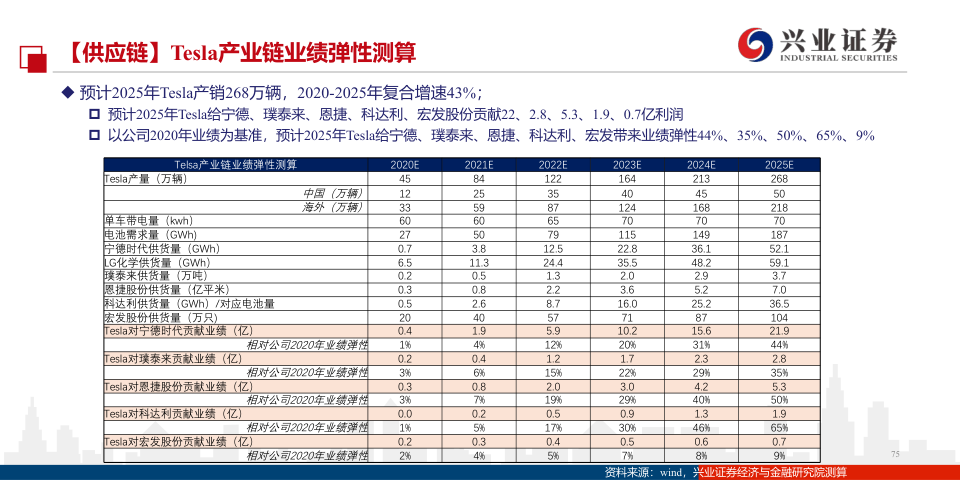 【供应链】Tesla产业链业绩弹性测算
兴业证券
INDUSTRIAL SECURITIES
◆ 预计2025年Tesla产销268万辆，2020-2025年复合增速43%；
预计2025年Tesla给宁德、璞泰来、恩捷、科达利、宏发股份贡献22、2.8、5.3、1.9、0.7亿利润
以公司2020年业绩为基准，预计2025年Tesla给宁德、璞泰来、恩捷、科达利、宏发带来业绩弹性44%、35%、50%、65%、9%
Telsa产业链业绩弹性测算 2020E 2021E 2022E 2023E 2024E 2025E
Tesla产量（万辆） 45 84 122 164 213 268
中国（万辆） 12 25 35 40 45 50
海外（万辆） 33 59 87 124 168 218
单车带电量（kwh） 60 60 65 70 70 70
电池需求量（GWh) 27 50 79 115 149 187
宁德时代供货量（GWh） 0.7 3.8 12.5 22.8 36.1 52.1
LG化学供货量（GWh） 6.5 11.3 24.4 35.5 48.2 59.1
璞泰来供货量（万吨） 0.2 0.5 1.3 2.0 2.9 3.7
恩捷股份供货量（亿平米） 0.3 0.8 2.2 3.6 5.2 7.0
科达利供货量（GWh）/对应电池量 0.5 2.6 8.7 16.0 25.2 36.5
宏发股份供货量（万只) 20 40 57 71 87 104
Tesla对宁德时代贡献业绩（亿） 0.4 1.9 5.9 10.2 15.6 21.9
相对公司2020年业绩弹性 1% 4% 12% 20% 31% 44%
Tesla对璞泰来贡献业绩（亿） 0.2 0.4 1.2 1.7 2.3 2.8
相对公司2020年业绩弹性 3% 6% 15% 22% 29% 35%
Tesla对恩捷股份贡献业绩（亿） 0.3 0.8 2.0 3.0 4.2 5.3
相对公司2020年业绩弹性 3% 7% 19% 29% 40% 50%
Tesla对科达利贡献业绩（亿） 0.0 0.2 0.5 0.9 1.3 1.9
相对公司2020年业绩弹性 1% 5% 17% 30% 46% 65%
Tesla对宏发股份贡献业绩（亿） 0.2 0.3 0.4 0.5 0.6 0.7
相对公司2020年业绩弹性 2% 4% 5% 7% 8% 9%
75
资料来源：wind，兴业证券经济与金融研究院测算